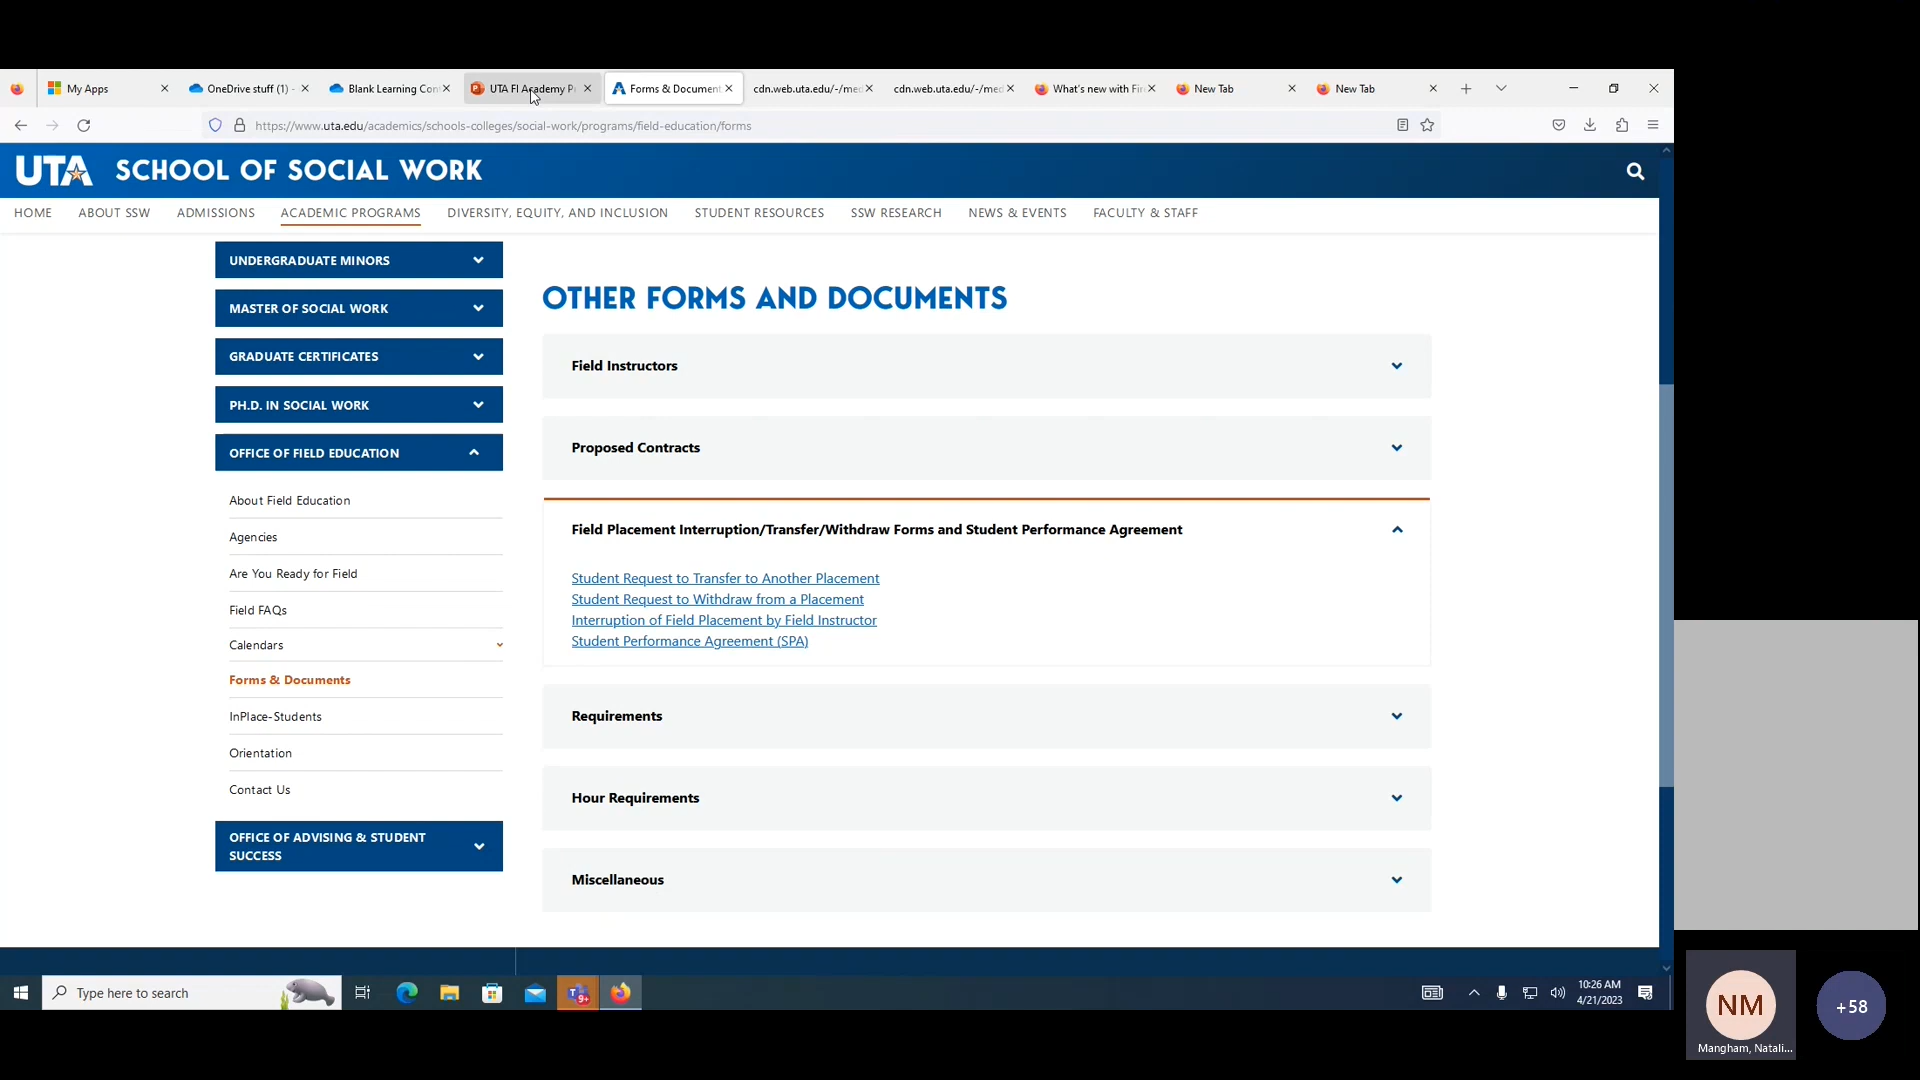 My Apps
OneDrive stuff (1) -
Blank Learning Con
UTA FI Academy P
Forms & Document
cdn.web.uta.edu/-/med
cdn.web.uta.edu/-/med
What's new with Fir
New Tab
New Tab
https://www.uta.edu/academics/schools-colleges/social-work/programs/field-education/forms
UTA SCHOOL OF SOCIAL WORK
HOME
ABOUT SSW
ADMISSIONS
ACADEMIC PROGRAMS
DIVERSITY, EQUITY, AND INCLUSION
STUDENT RESOURCES
SSW RESEARCH
NEWS & EVENTS
FACULTY & STAFF
UNDERGRADUATE MINORS
MASTER OF SOCIAL WORK
GRADUATE CERTIFICATES
PH.D. IN SOCIAL WORK
OFFICE OF FIELD EDUCATION
About Field Education
Agencies
Are You Ready for Field
Field FAQs
Calendars
Forms & Documents
InPlace-Students
Orientation
Contact Us
OFFICE OF ADVISING & STUDENT
SUCCESS
OTHER FORMS AND DOCUMENTS
Field Instructors
Proposed Contracts
Field Placement Interruption/Transfer/Withdraw Forms and Student Performance Agreement
Student Request to Transfer to Another Placement
Student Request to Withdraw from a Placement
Interruption of Field Placement by Field Instructor
Student Performance Agreement (SPA)
Requirements
Hour Requirements
Miscellaneous
Type here to search
9+
10:26 AM
4/21/2023
NM
Mangham, Natali...
+58